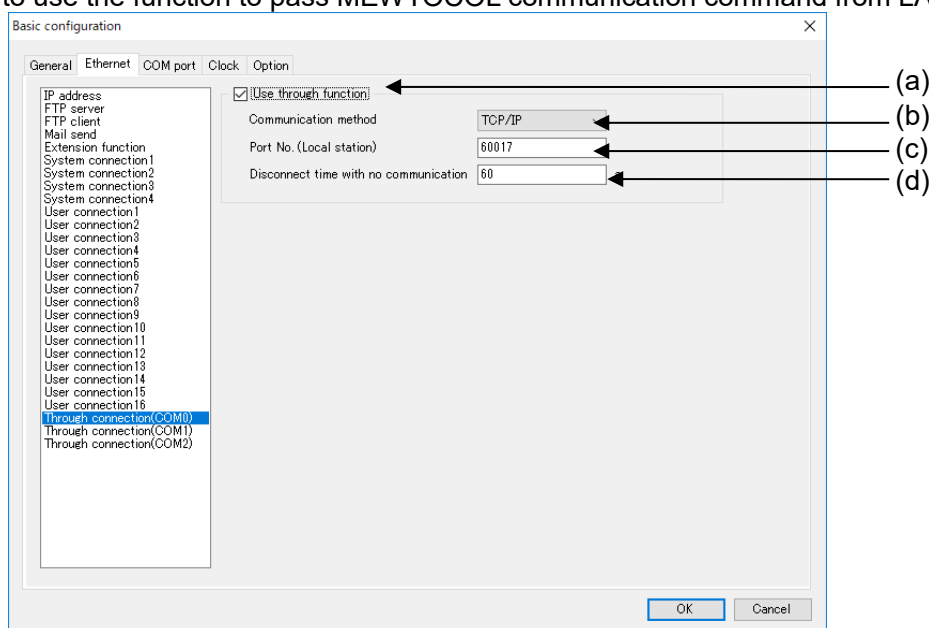 to use the function to pass MEWTOCOL communication command from LA
Basic configuration
General Ethernet COM port Clock Option
IP address
FTP server
FTP client
Mail send
Extension function
System connection1
System connection2
System connection3
System connection4
User connection1
User connection2
User connection3
User connection4
User connection5
User connection6
User connection7
User connection8
User connection9
User connection10
User connection11
User connection12
User connection13
User connection14
User connection15
User connection16
Through connection(COM0)
Through connection(COM1)
Through connection(COM2)
Use through function
Communication method TCP/IP
Port No.(Local station) 60017
Disconnect time with no communication 60
(a)
(b)
(c)
(d)
OK Cancel